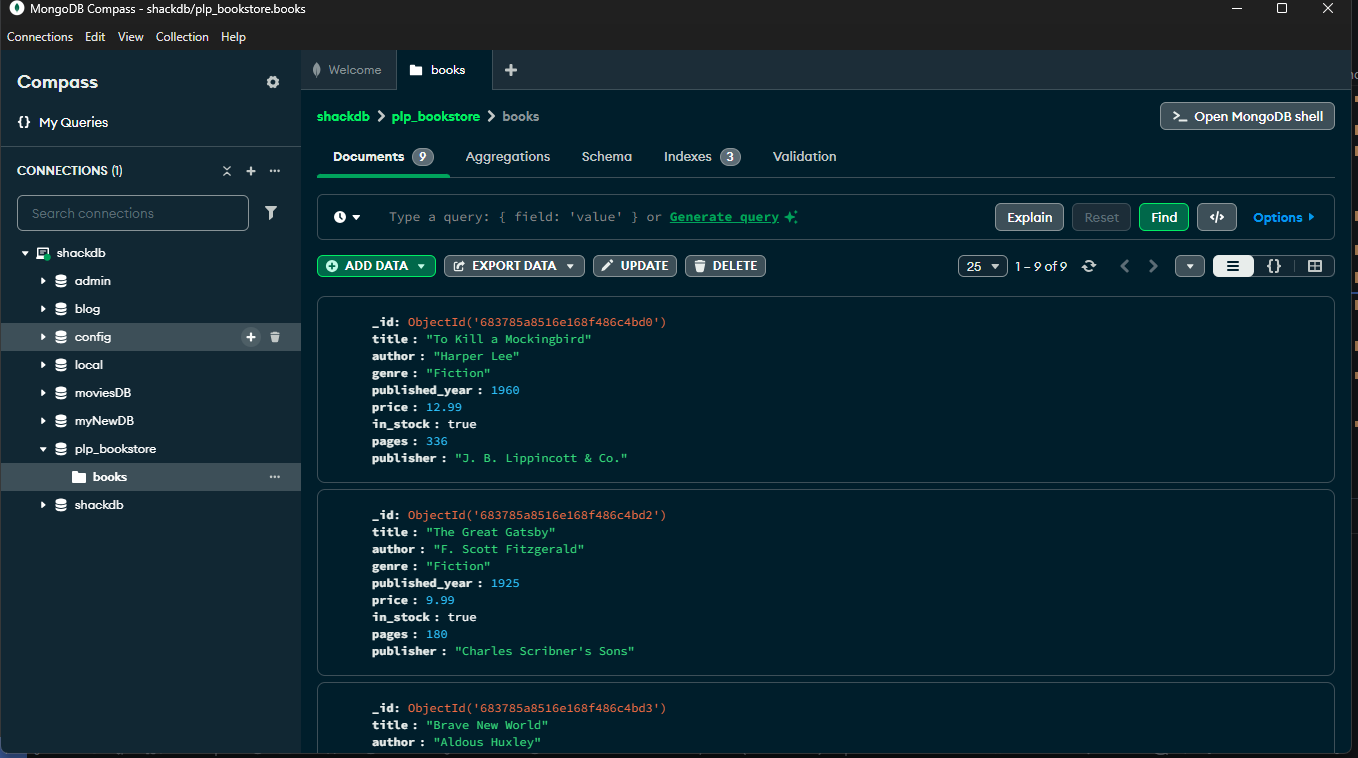 MongoDB Compass - shackdb/plp_bookstore.books
Connections Edit View Collection Help
Compass
{} My Queries
CONNECTIONS (1)
Search connections
shackdb
admin
blog
config
local
moviesDB
myNewDB
plp_bookstore
books
shackdb
Welcome books
shackdb > plp_bookstore > books
>_ Open MongoDB shell
Documents 9 Aggregations Schema Indexes 3 Validation
Type a query: { field: 'value' } or Generate query
Explain Reset Find </> Options
ADD DATA EXPORT DATA UPDATE DELETE
25 1 – 9 of 9 {}
_id: ObjectId('683785a8516e168f486c4bd0')
title : "To Kill a Mockingbird"
author : "Harper Lee"
genre : "Fiction"
published_year : 1960
price : 12.99
in_stock : true
pages : 336
publisher : "J. B. Lippincott & Co."
_id: ObjectId('683785a8516e168f486c4bd2')
title : "The Great Gatsby"
author : "F. Scott Fitzgerald"
genre : "Fiction"
published_year : 1925
price : 9.99
in_stock : true
pages : 180
publisher : "Charles Scribner's Sons"
_id: ObjectId('683785a8516e168f486c4bd3')
title : "Brave New World"
author : "Aldous Huxley"